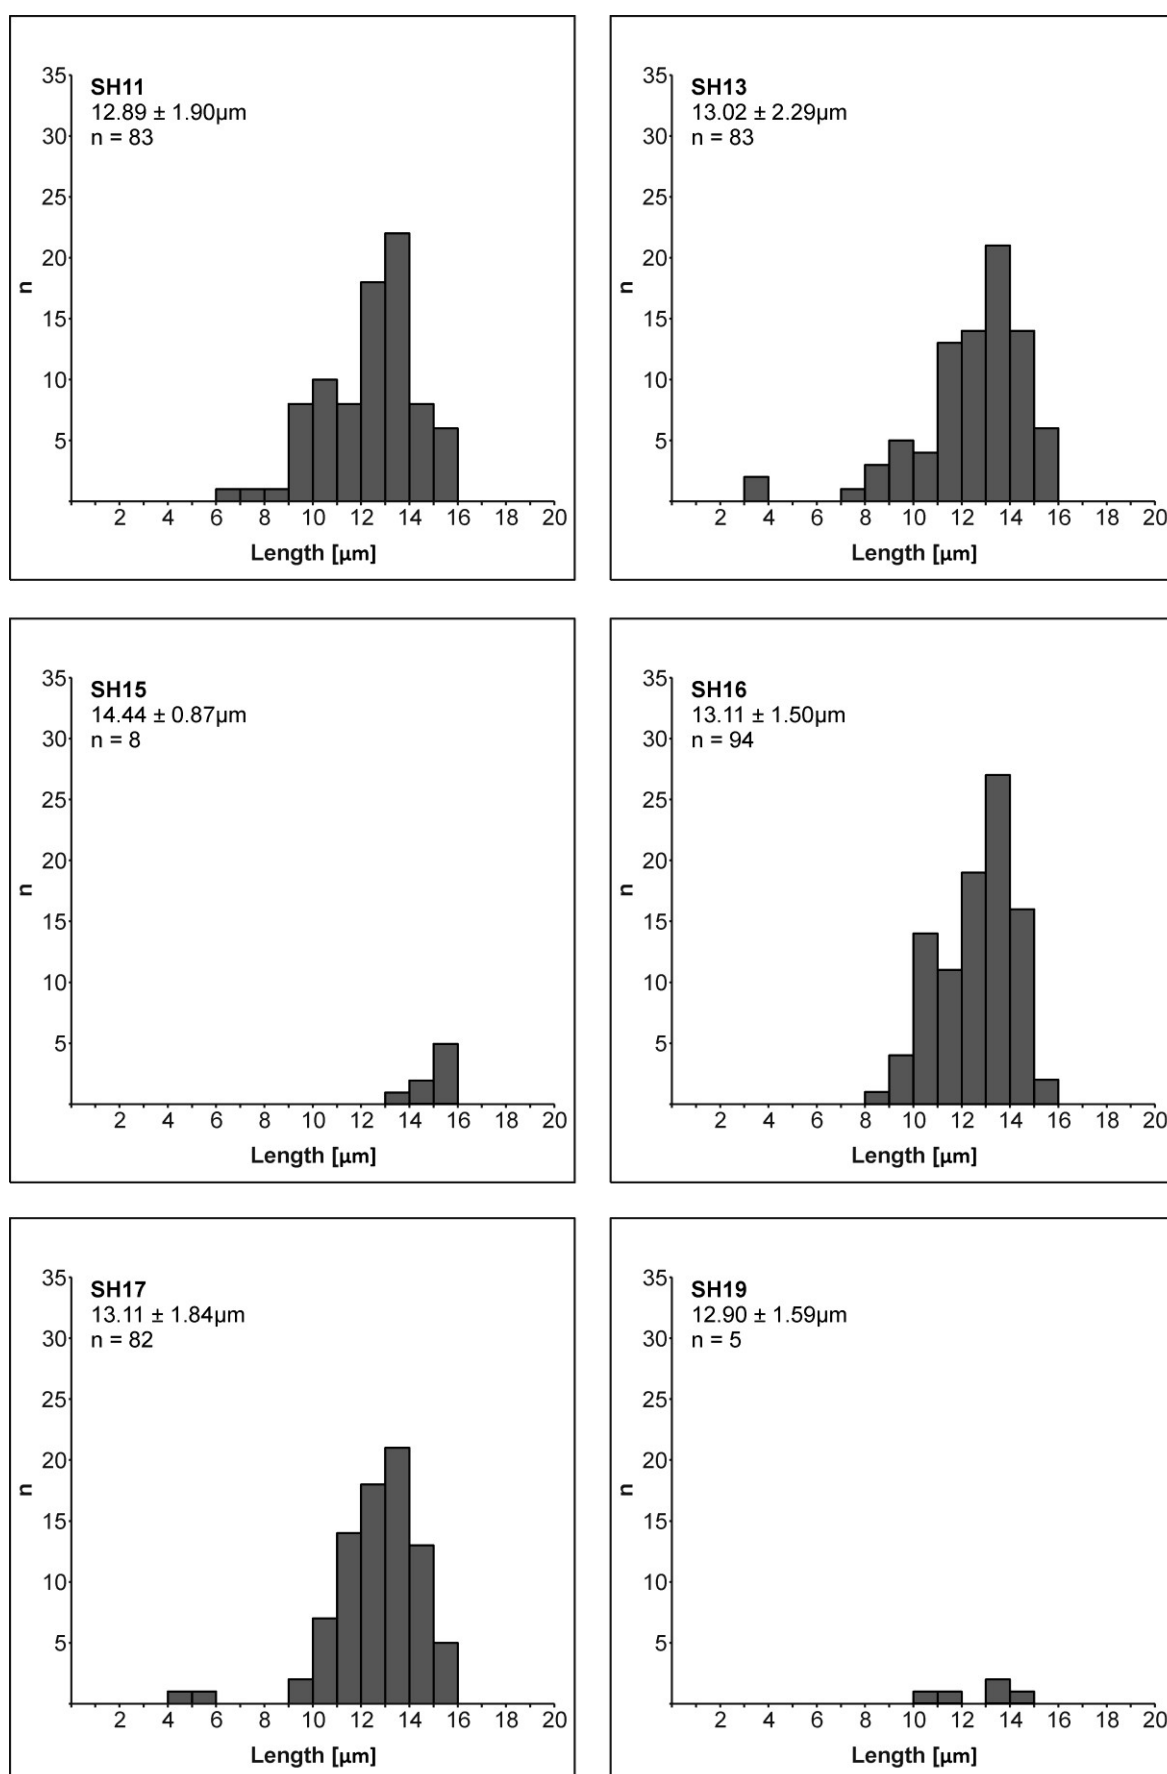 35
SH11
12.89 ± 1.90µm
n = 83
30
25
20
n
15
10
5
2 4 6 8 10 12 14 16 18 20
Length [µm]
35
SH13
13.02 ± 2.29µm
n = 83
30
25
20
n
15
10
5
2 4 6 8 10 12 14 16 18 20
Length [µm]
35
SH15
14.44 ± 0.87µm
n = 8
30
25
20
n
15
10
5
2 4 6 8 10 12 14 16 18 20
Length [µm]
35
SH16
13.11 ± 1.50µm
n = 94
30
25
20
n
15
10
5
2 4 6 8 10 12 14 16 18 20
Length [µm]
35
SH17
13.11 ± 1.84µm
n = 82
30
25
20
n
15
10
5
2 4 6 8 10 12 14 16 18 20
Length [µm]
35
SH19
12.90 ± 1.59µm
n = 5
30
25
20
n
15
10
5
2 4 6 8 10 12 14 16 18 20
Length [µm]